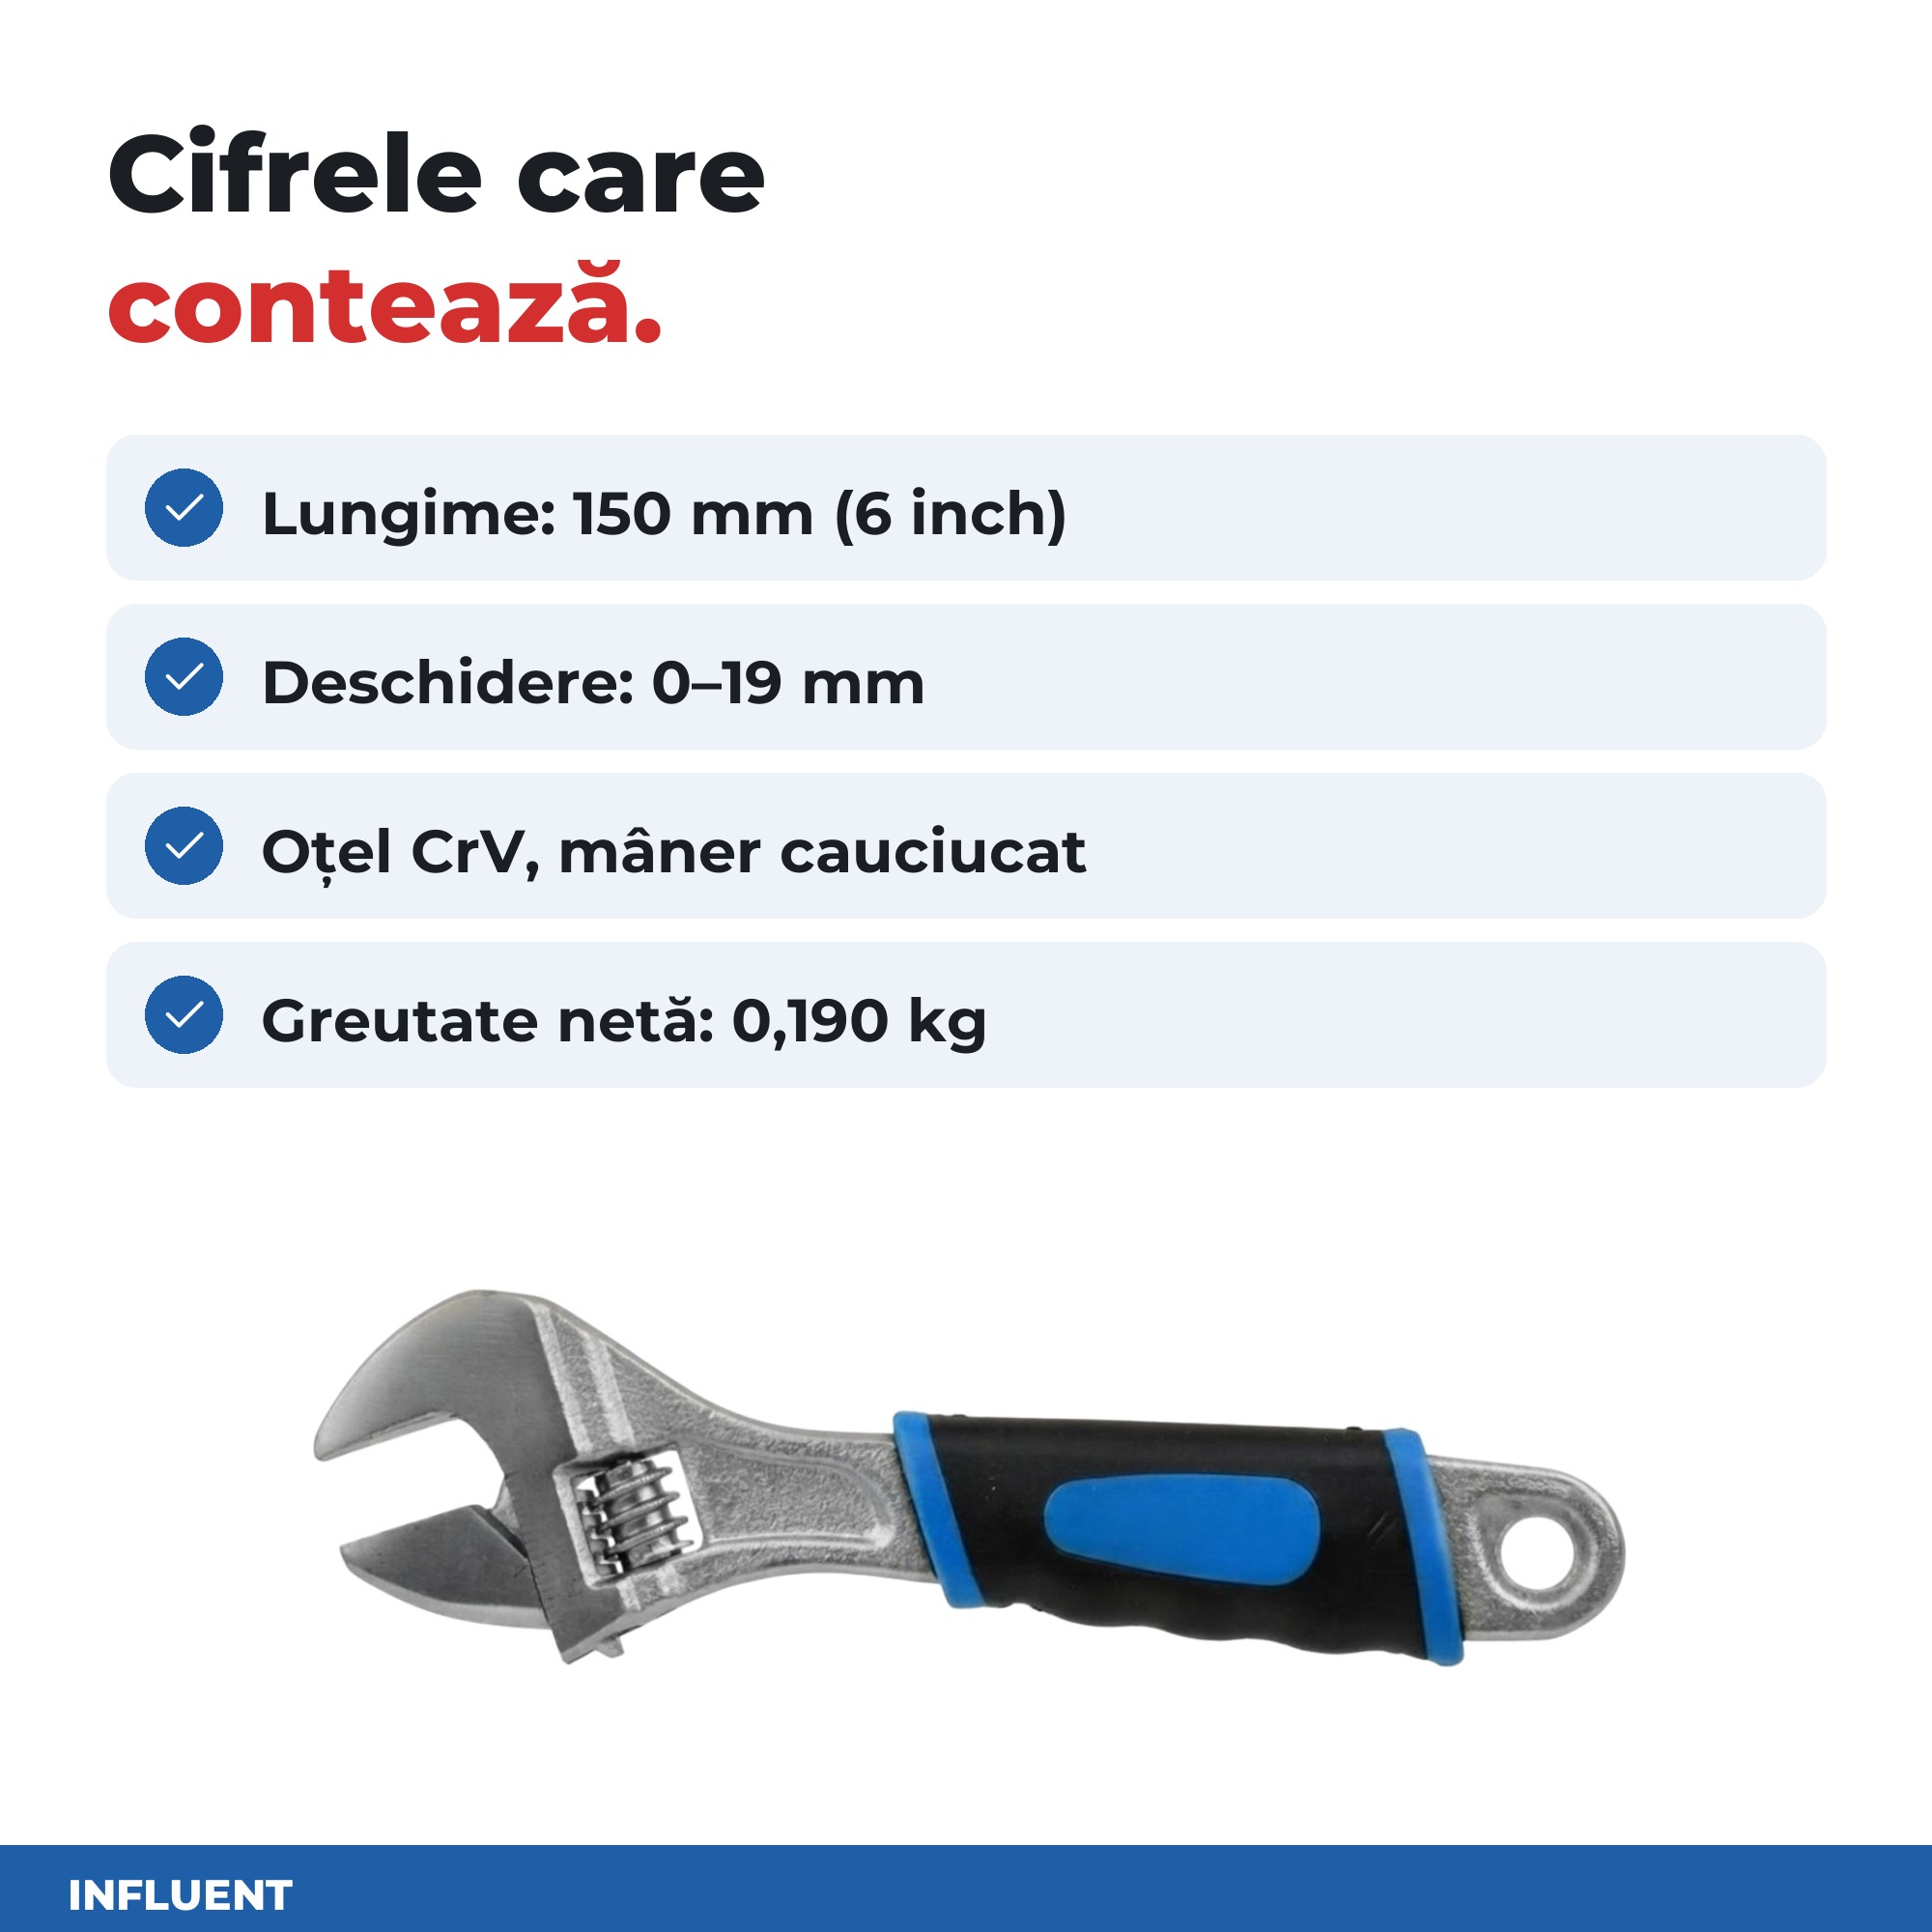 Cifrele care
contează.
Lungime: 150 mm (6 inch)
Deschidere: 0–19 mm
Oțel CrV, mâner cauciucat
Greutate netă: 0,190 kg
INFLUENT